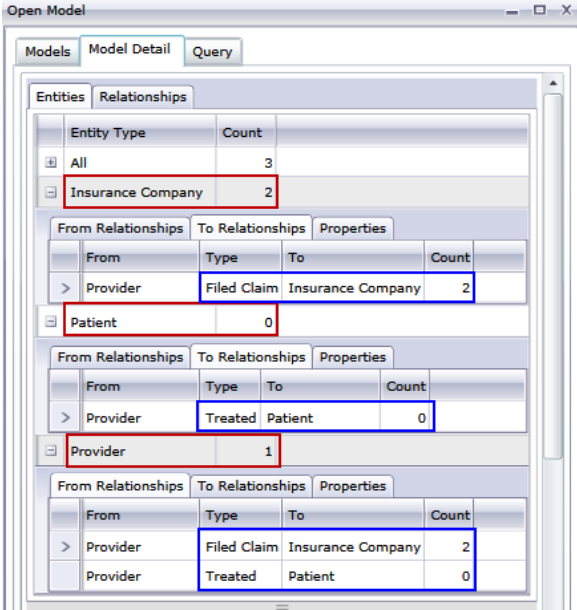 Open Model
Models Model Detail Query
Entities Relationships
Entity Type Count
All 3
Insurance Company 2
From Relationships To Relationships Properties
From Type To Count
> Provider Filed Claim Insurance Company 2
Patient 0
From Relationships To Relationships Properties
From Type To Count
> Provider Treated Patient 0
Provider 1
From Relationships To Relationships Properties
From Type To Count
> Provider Filed Claim Insurance Company 2
Provider Treated Patient 0